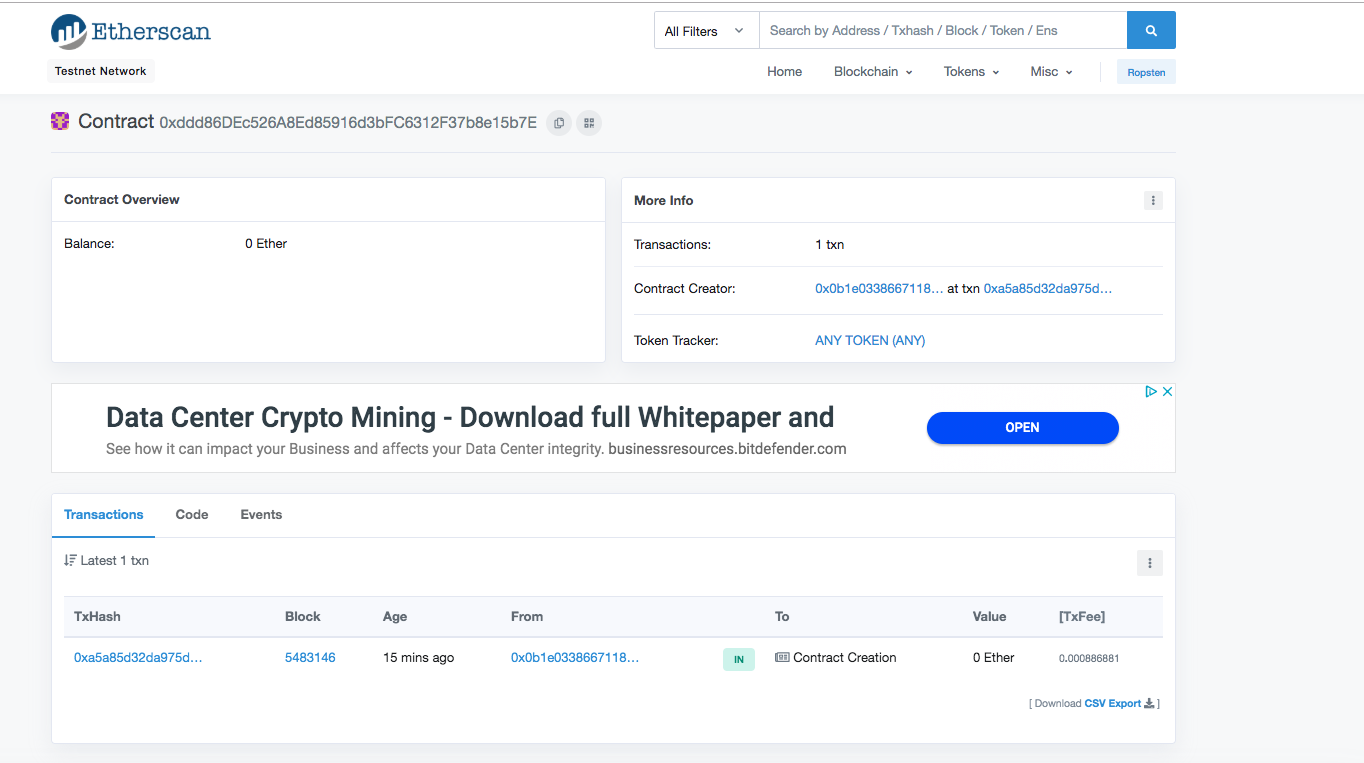 Etherscan
All Filters
Search by Address / Txhash / Block / Token / Ens
Testnet Network
Home Blockchain Tokens Misc Ropsten
Contract 0xddd86DEc526A8Ed85916d3bFC6312F37b8e15b7E
Contract Overview
Balance: 0 Ether
More Info
Transactions: 1 txn
Contract Creator: 0x0b1e0338667118... at txn 0xa5a85d32da975d...
Token Tracker: ANY TOKEN (ANY)
Data Center Crypto Mining - Download full Whitepaper and
See how it can impact your Business and affects your Data Center integrity. businessresources.bitdefender.com
OPEN
Transactions Code Events
Latest 1 txn
TxHash Block Age From To Value [TxFee]
0xa5a85d32da975d... 5483146 15 mins ago 0x0b1e0338667118... IN Contract Creation 0 Ether 0.000886881
[ Download CSV Export ]